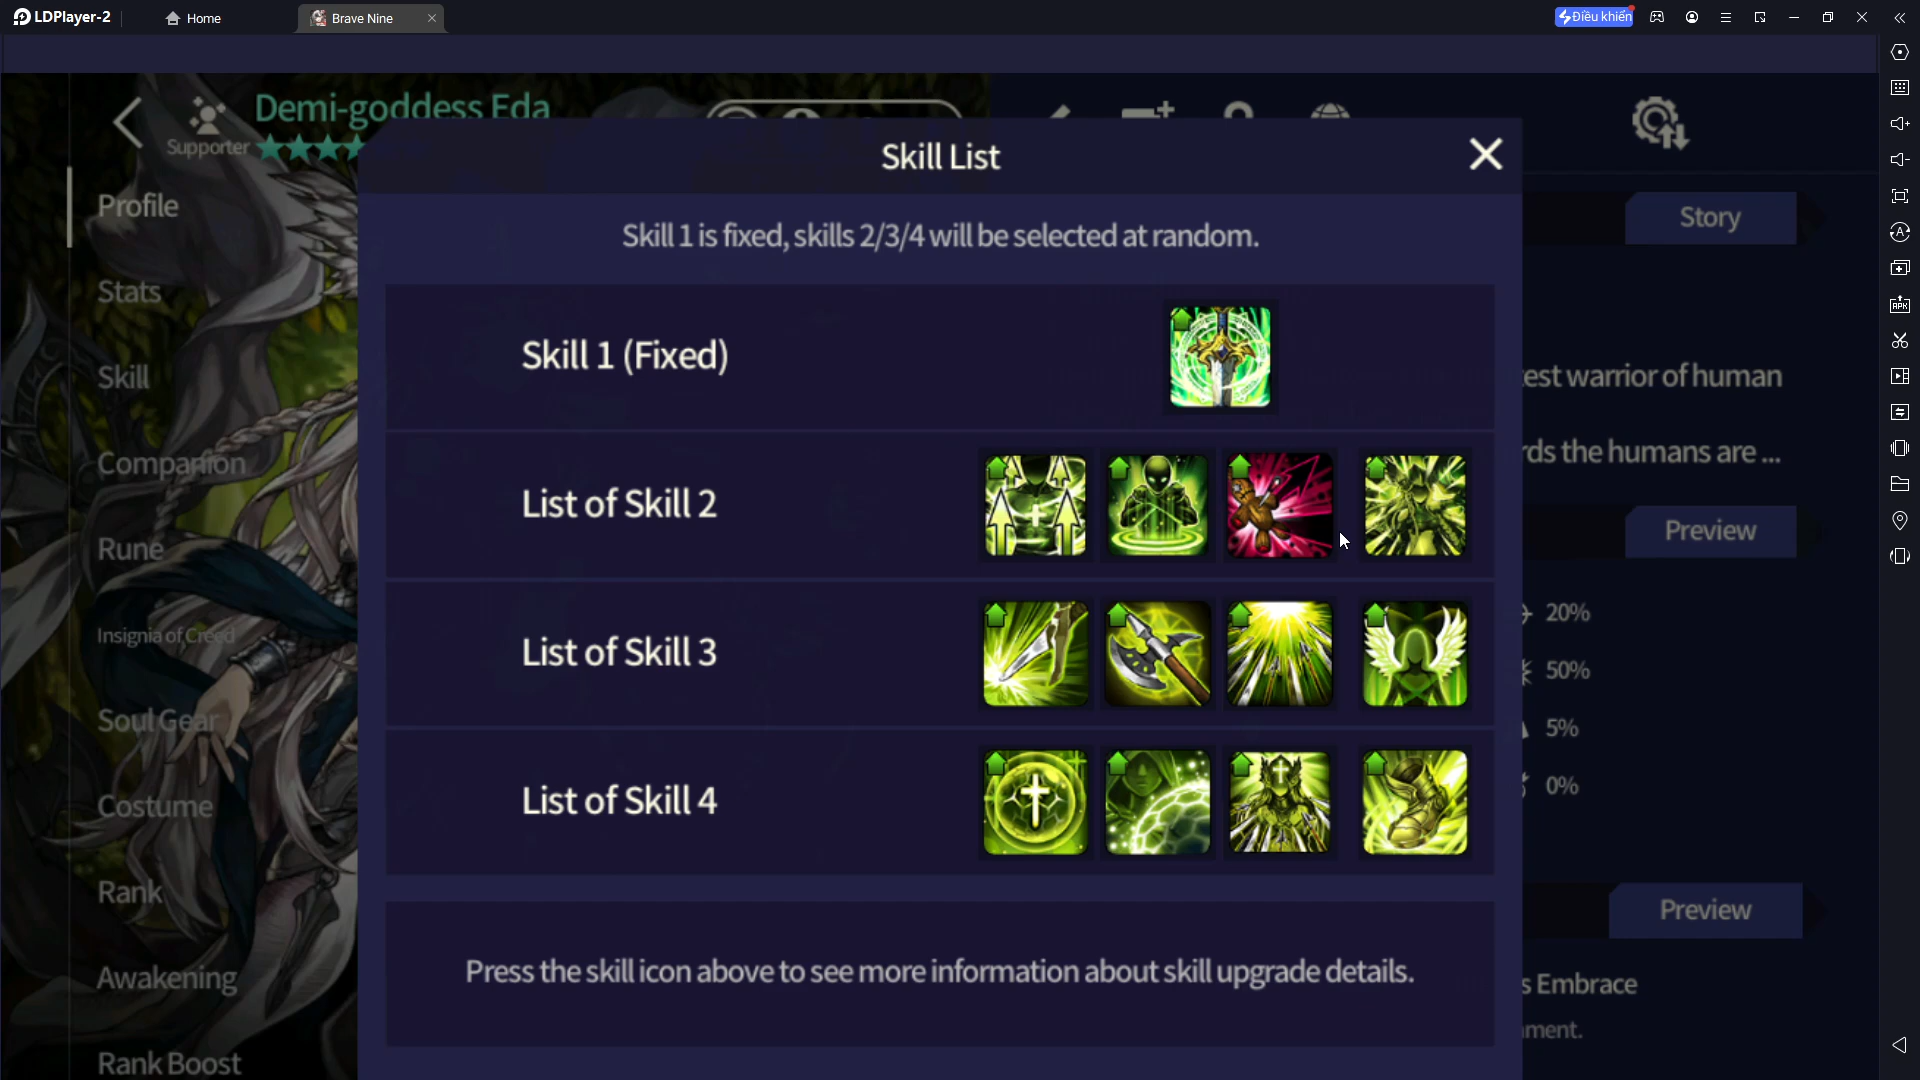 LDPlayer-2
Home
Brave Nine
Điều khiển
Supporter
Demi-goddess Eda
Skill List
Profile
Stats
Skill
Companion
Rune
Insignia of Creed
Soul Gear
Costume
Rank
Awakening
Rank Boost
Skill 1 is fixed, skills 2/3/4 will be selected at random.
Skill 1 (Fixed)
List of Skill 2
List of Skill 3
List of Skill 4
Press the skill icon above to see more information about skill upgrade details.
Story
est warrior of human
rds the humans are ...
Preview
20%
50%
5%
0%
Preview
s Embrace
ment.
APK